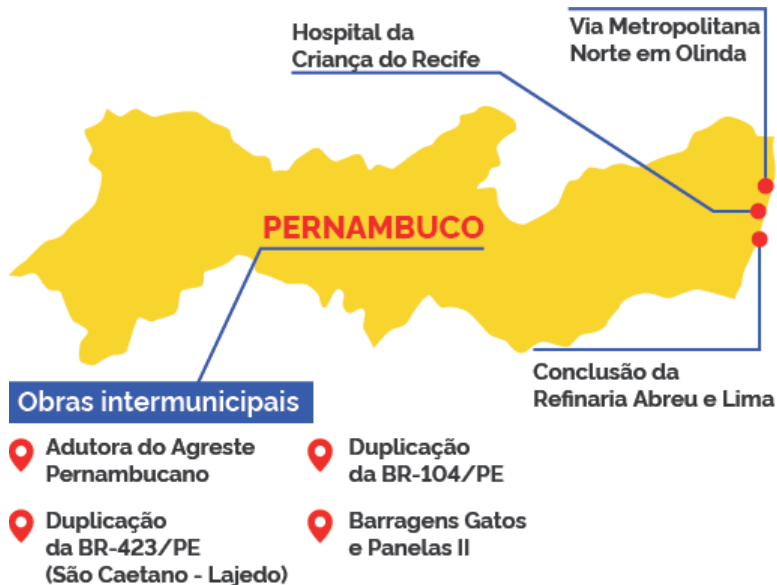 Hospital da
Criança do Recife
Via Metropolitana
Norte em Olinda
PERNAMBUCO
Conclusão da
Refinaria Abreu e Lima
Obras intermunicipais
Adutora do Agreste
Pernambucano
Duplicação
da BR-104/PE
Duplicação
da BR-423/PE
(São Caetano - Lajedo)
Barragens Gatos
e Panelas II